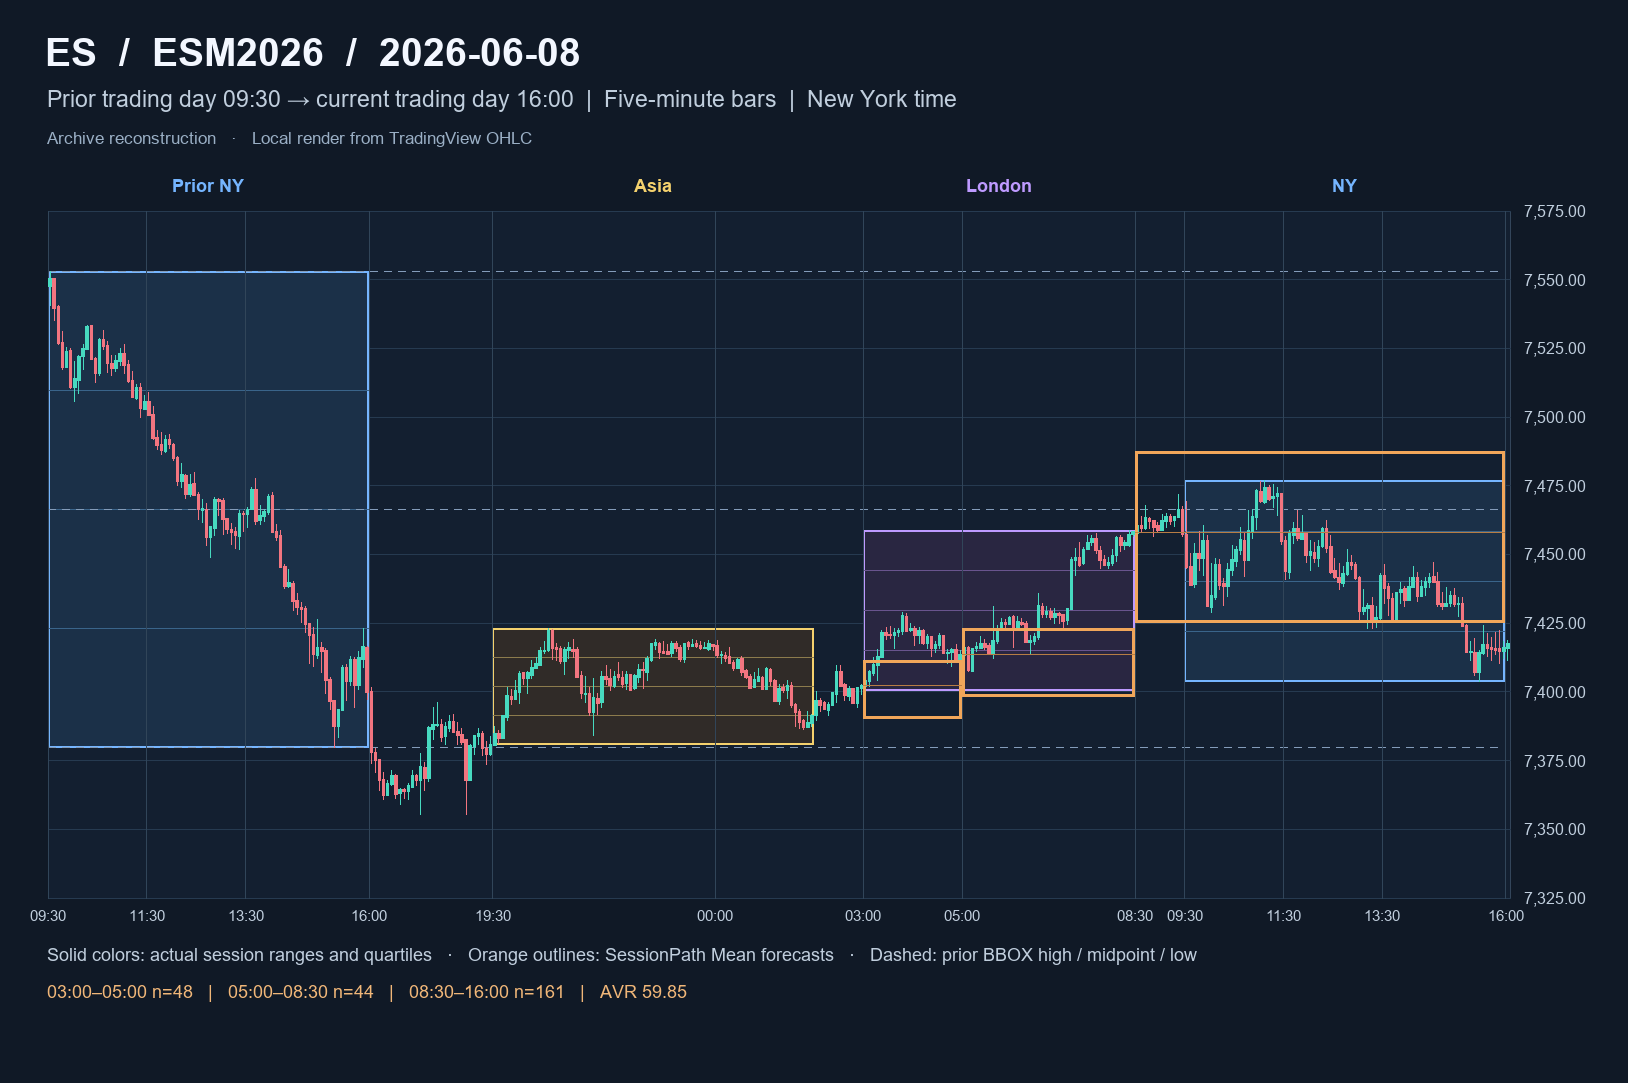 ES / ESM2026 / 2026-06-08
Prior trading day 09:30 → current trading day 16:00 | Five-minute bars | New York time
Archive reconstruction · Local render from TradingView OHLC
Prior NY Asia London NY
7,575.00
7,550.00
7,525.00
7,500.00
7,475.00
7,450.00
7,425.00
7,400.00
7,375.00
7,350.00
7,325.00
09:30 11:30 13:30 16:00 19:30 00:00 03:00 05:00 08:30 09:30 11:30 13:30 16:00
Solid colors: actual session ranges and quartiles · Orange outlines: SessionPath Mean forecasts · Dashed: prior BBOX high / midpoint / low
03:00–05:00 n=48 | 05:00–08:30 n=44 | 08:30–16:00 n=161 | AVR 59.85